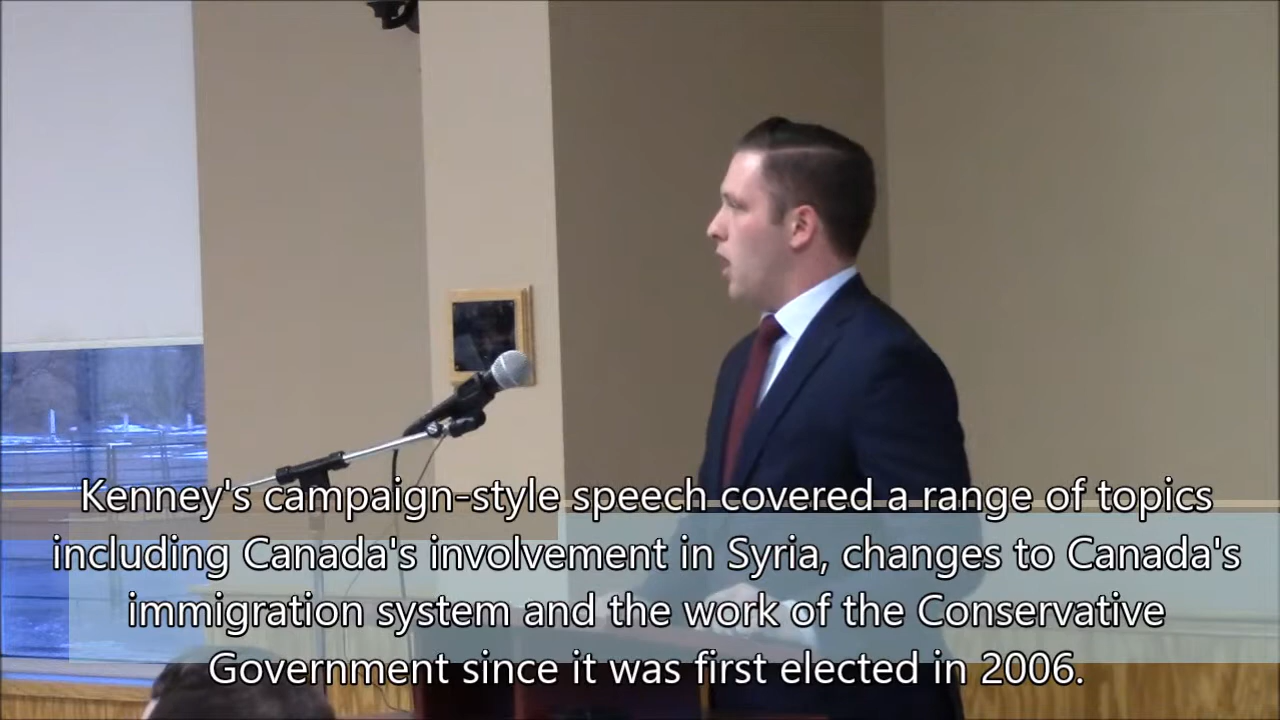 Kenney's campaign-style speech covered a range of topics
including Canada's involvement in Syria, changes to Canada's
immigration system and the work of the Conservative
Government since it was first elected in 2006.